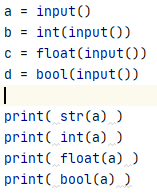 a = input()
b = int(input())
c = float(input())
d = bool(input())
print( str(a) )
print( int(a) )
print( float(a) )
print( bool(a) )